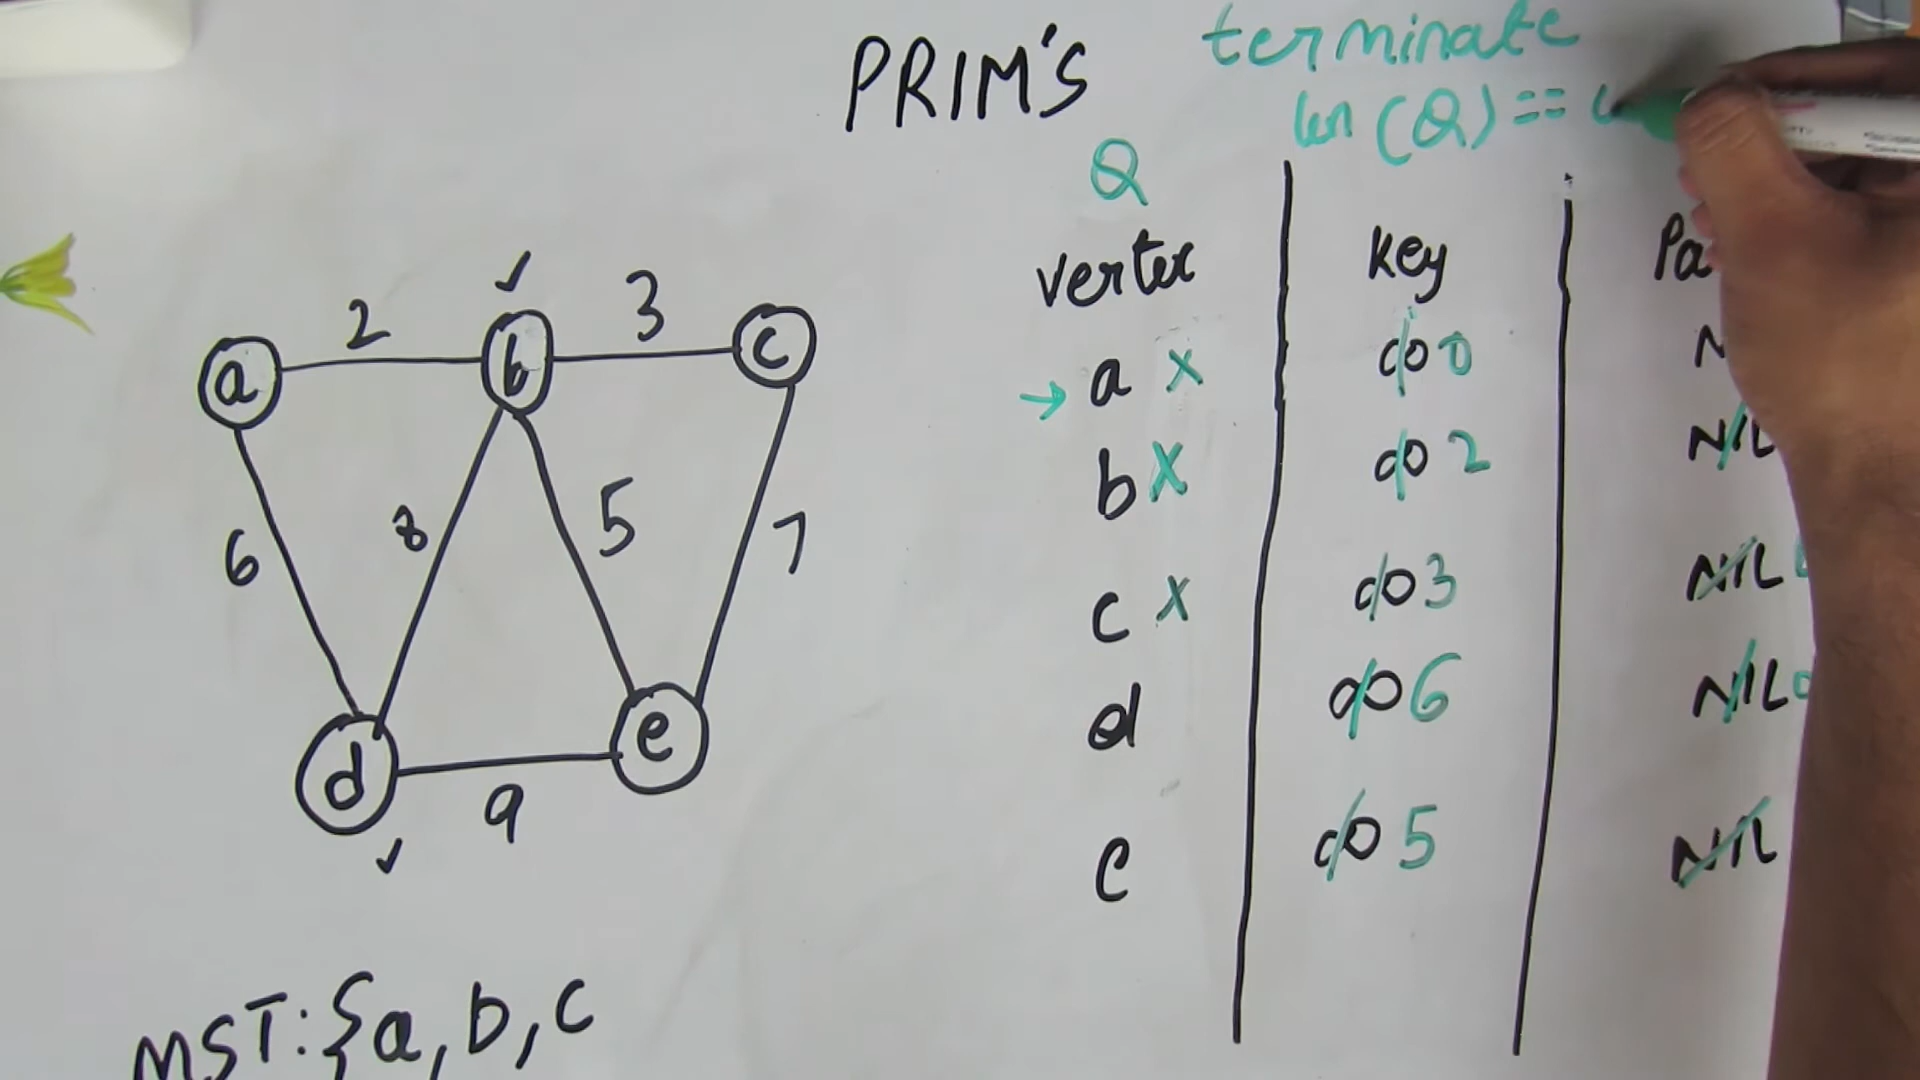 PRIM'S
terminate
len(Q)==
Q
vertex Key Pa
a x ∞ 0 N
b x ∞ 2 NIL
c x ∞ 3 NIL
d ∞ 6 NIL
e ∞ 5 NIL
a 2 b 3 c
6 8 5 7
d 9 e
MST:{a,b,c